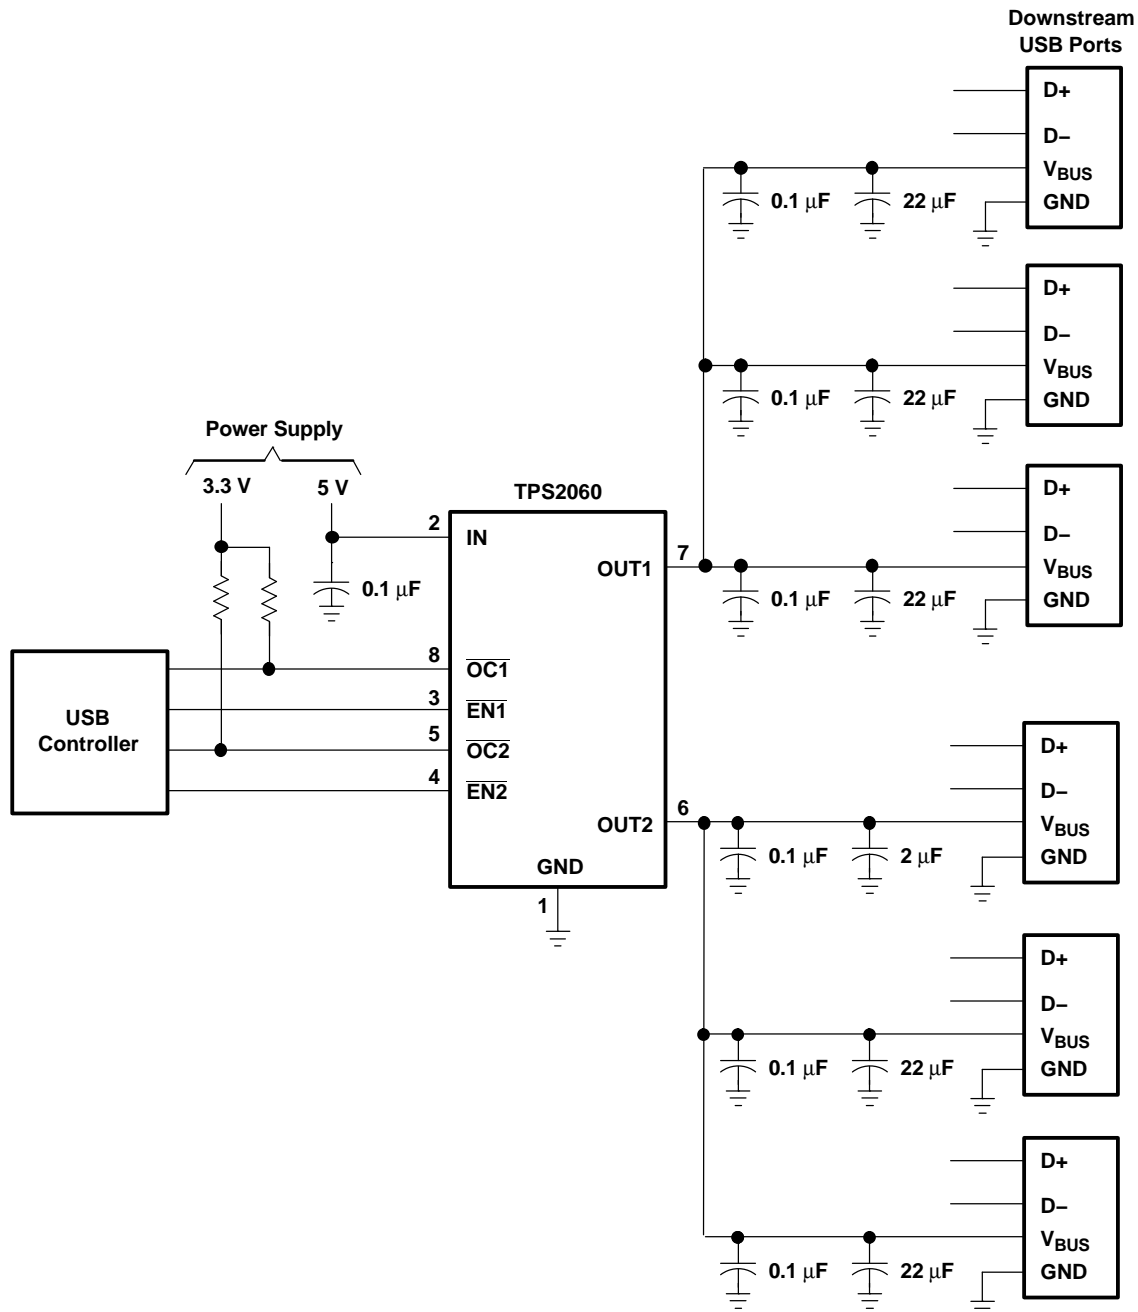 Downstream
USB Ports
D+
D−
VBUS
GND
0.1 μF
22 μF
D+
D−
VBUS
GND
0.1 μF
22 μF
Power Supply
3.3 V
5 V
0.1 μF
TPS2060
2
IN
7
OUT1
D+
D−
VBUS
GND
0.1 μF
22 μF
USB
Controller
8
OC1
3
EN1
5
OC2
4
EN2
6
OUT2
GND
1
D+
D−
VBUS
GND
0.1 μF
2 μF
D+
D−
VBUS
GND
0.1 μF
22 μF
D+
D−
VBUS
GND
0.1 μF
22 μF